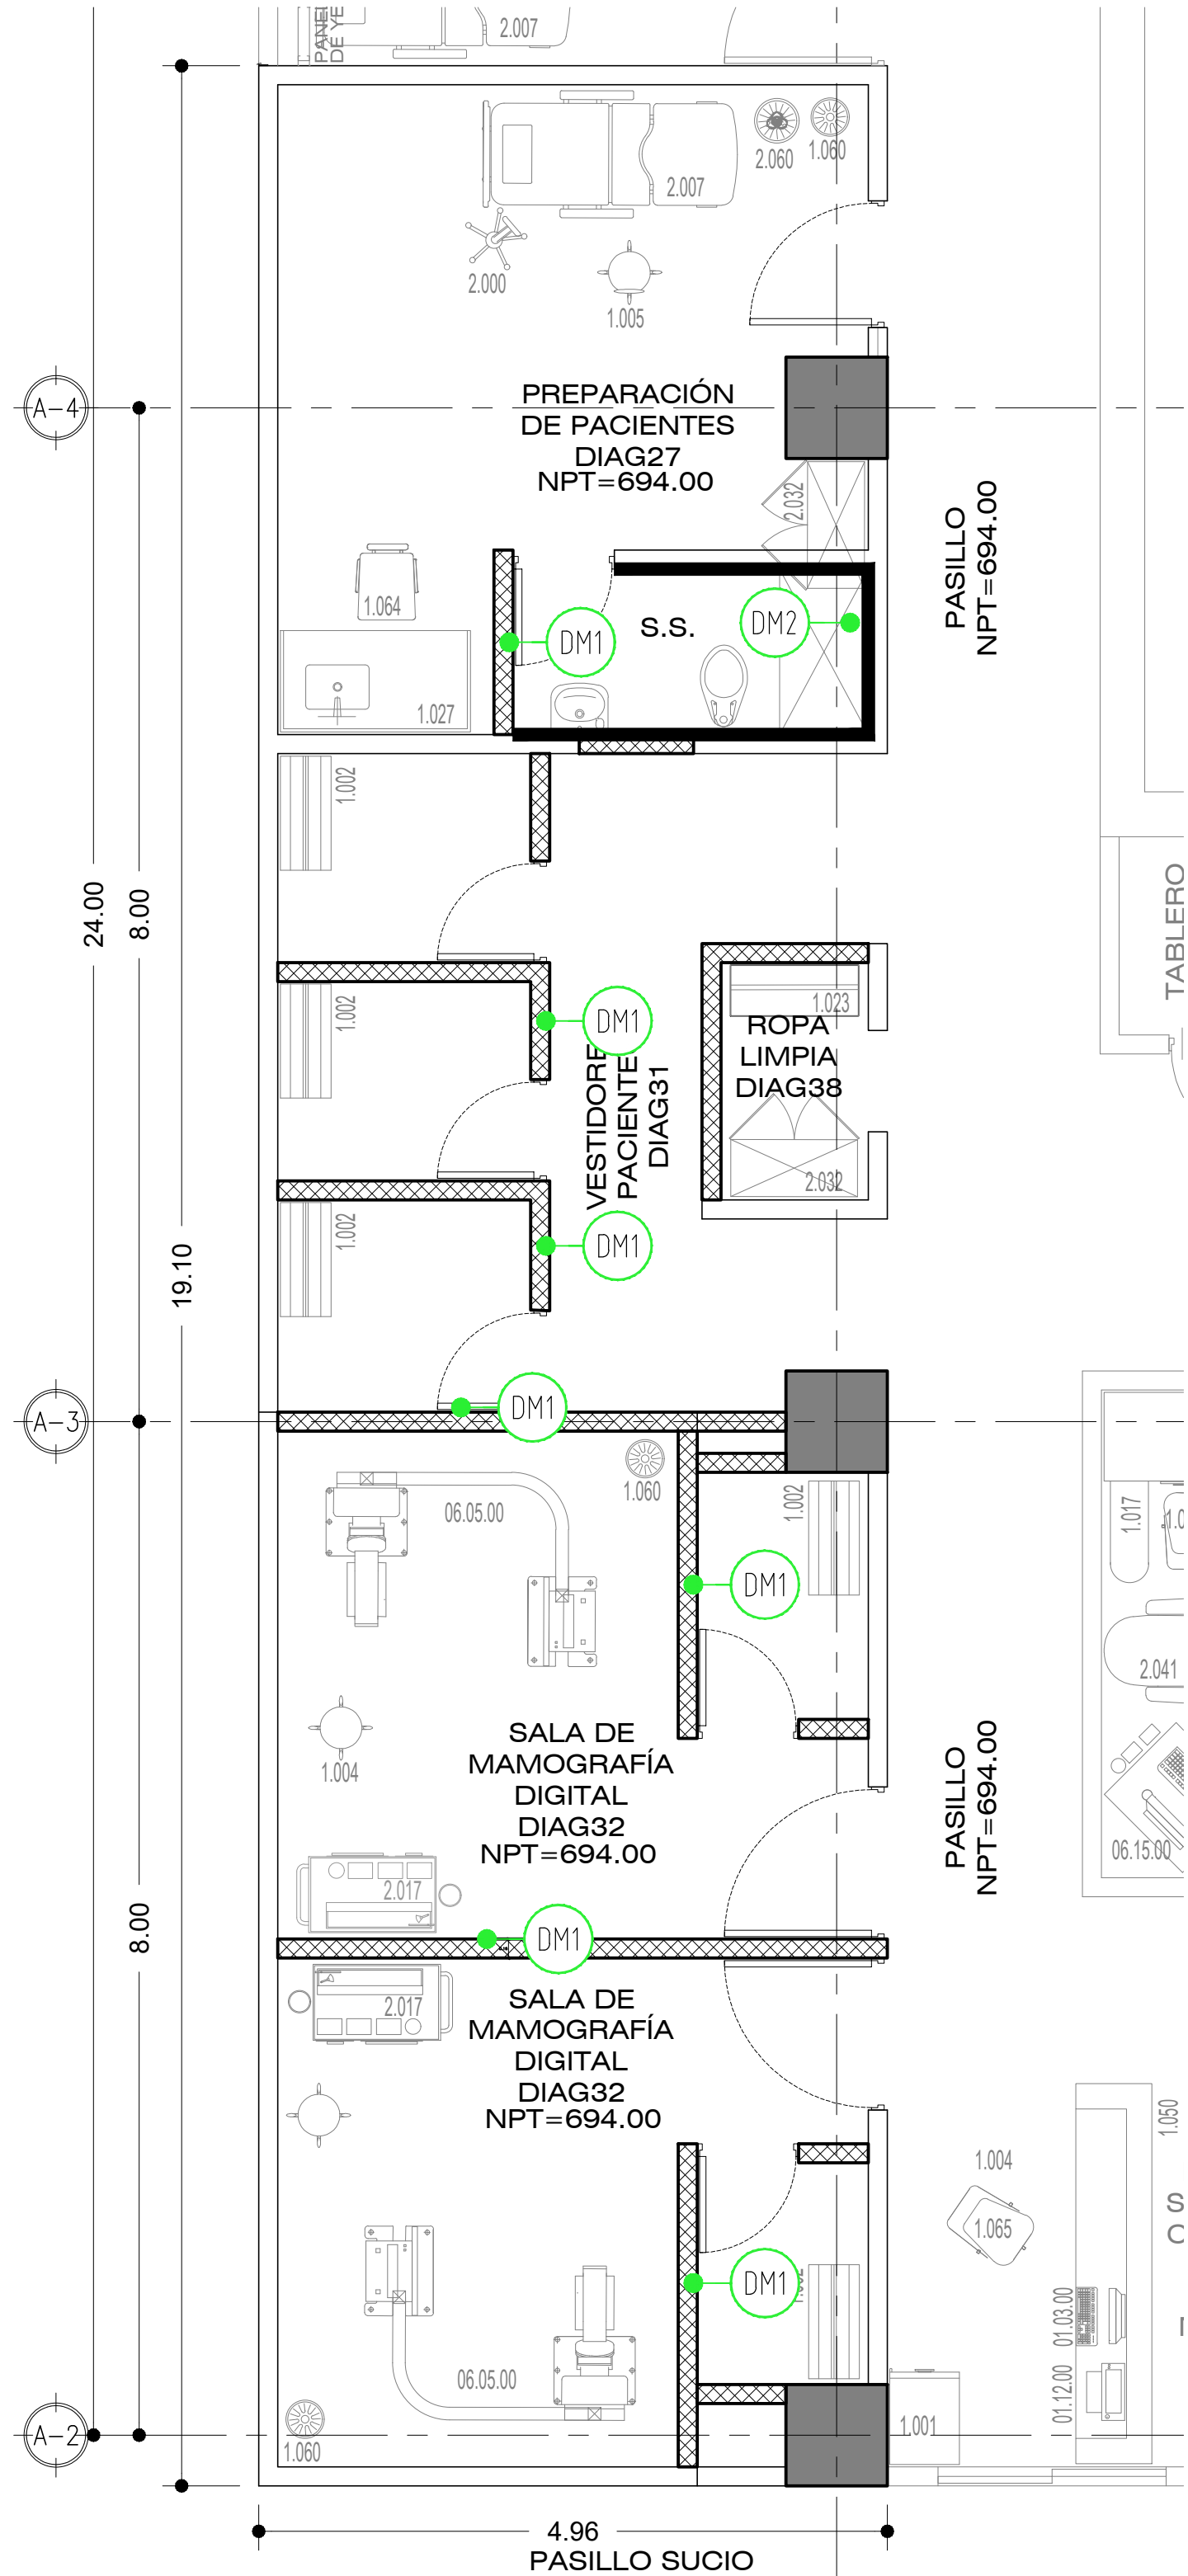 PANE
DE YE
2.007
2.060
1.060
2.007
2.000
1.005
A-4
PREPARACIÓN
DE PACIENTES
DIAG27
NPT=694.00
2.032
PASILLO
NPT=694.00
1.064
DM1
S.S.
DM2
1.027
1.002
24.00
8.00
TABLERO
1.002
DM1
1.023
ROPA
LIMPIA
DIAG38
VESTIDORE
PACIENTE
DIAG31
2.032
1.002
DM1
19.10
A-3
DM1
1.060
06.05.00
1.002
1.017
1.0
DM1
2.041
SALA DE
MAMOGRAFÍA
DIGITAL
DIAG32
NPT=694.00
1.004
PASILLO
NPT=694.00
06.15.00
2.017
8.00
DM1
2.017
SALA DE
MAMOGRAFÍA
DIGITAL
DIAG32
NPT=694.00
1.050
1.004
1.065
S
O
DM1
01.03.00
06.05.00
01.12.00
A-2
1.060
1.001
4.96
PASILLO SUCIO